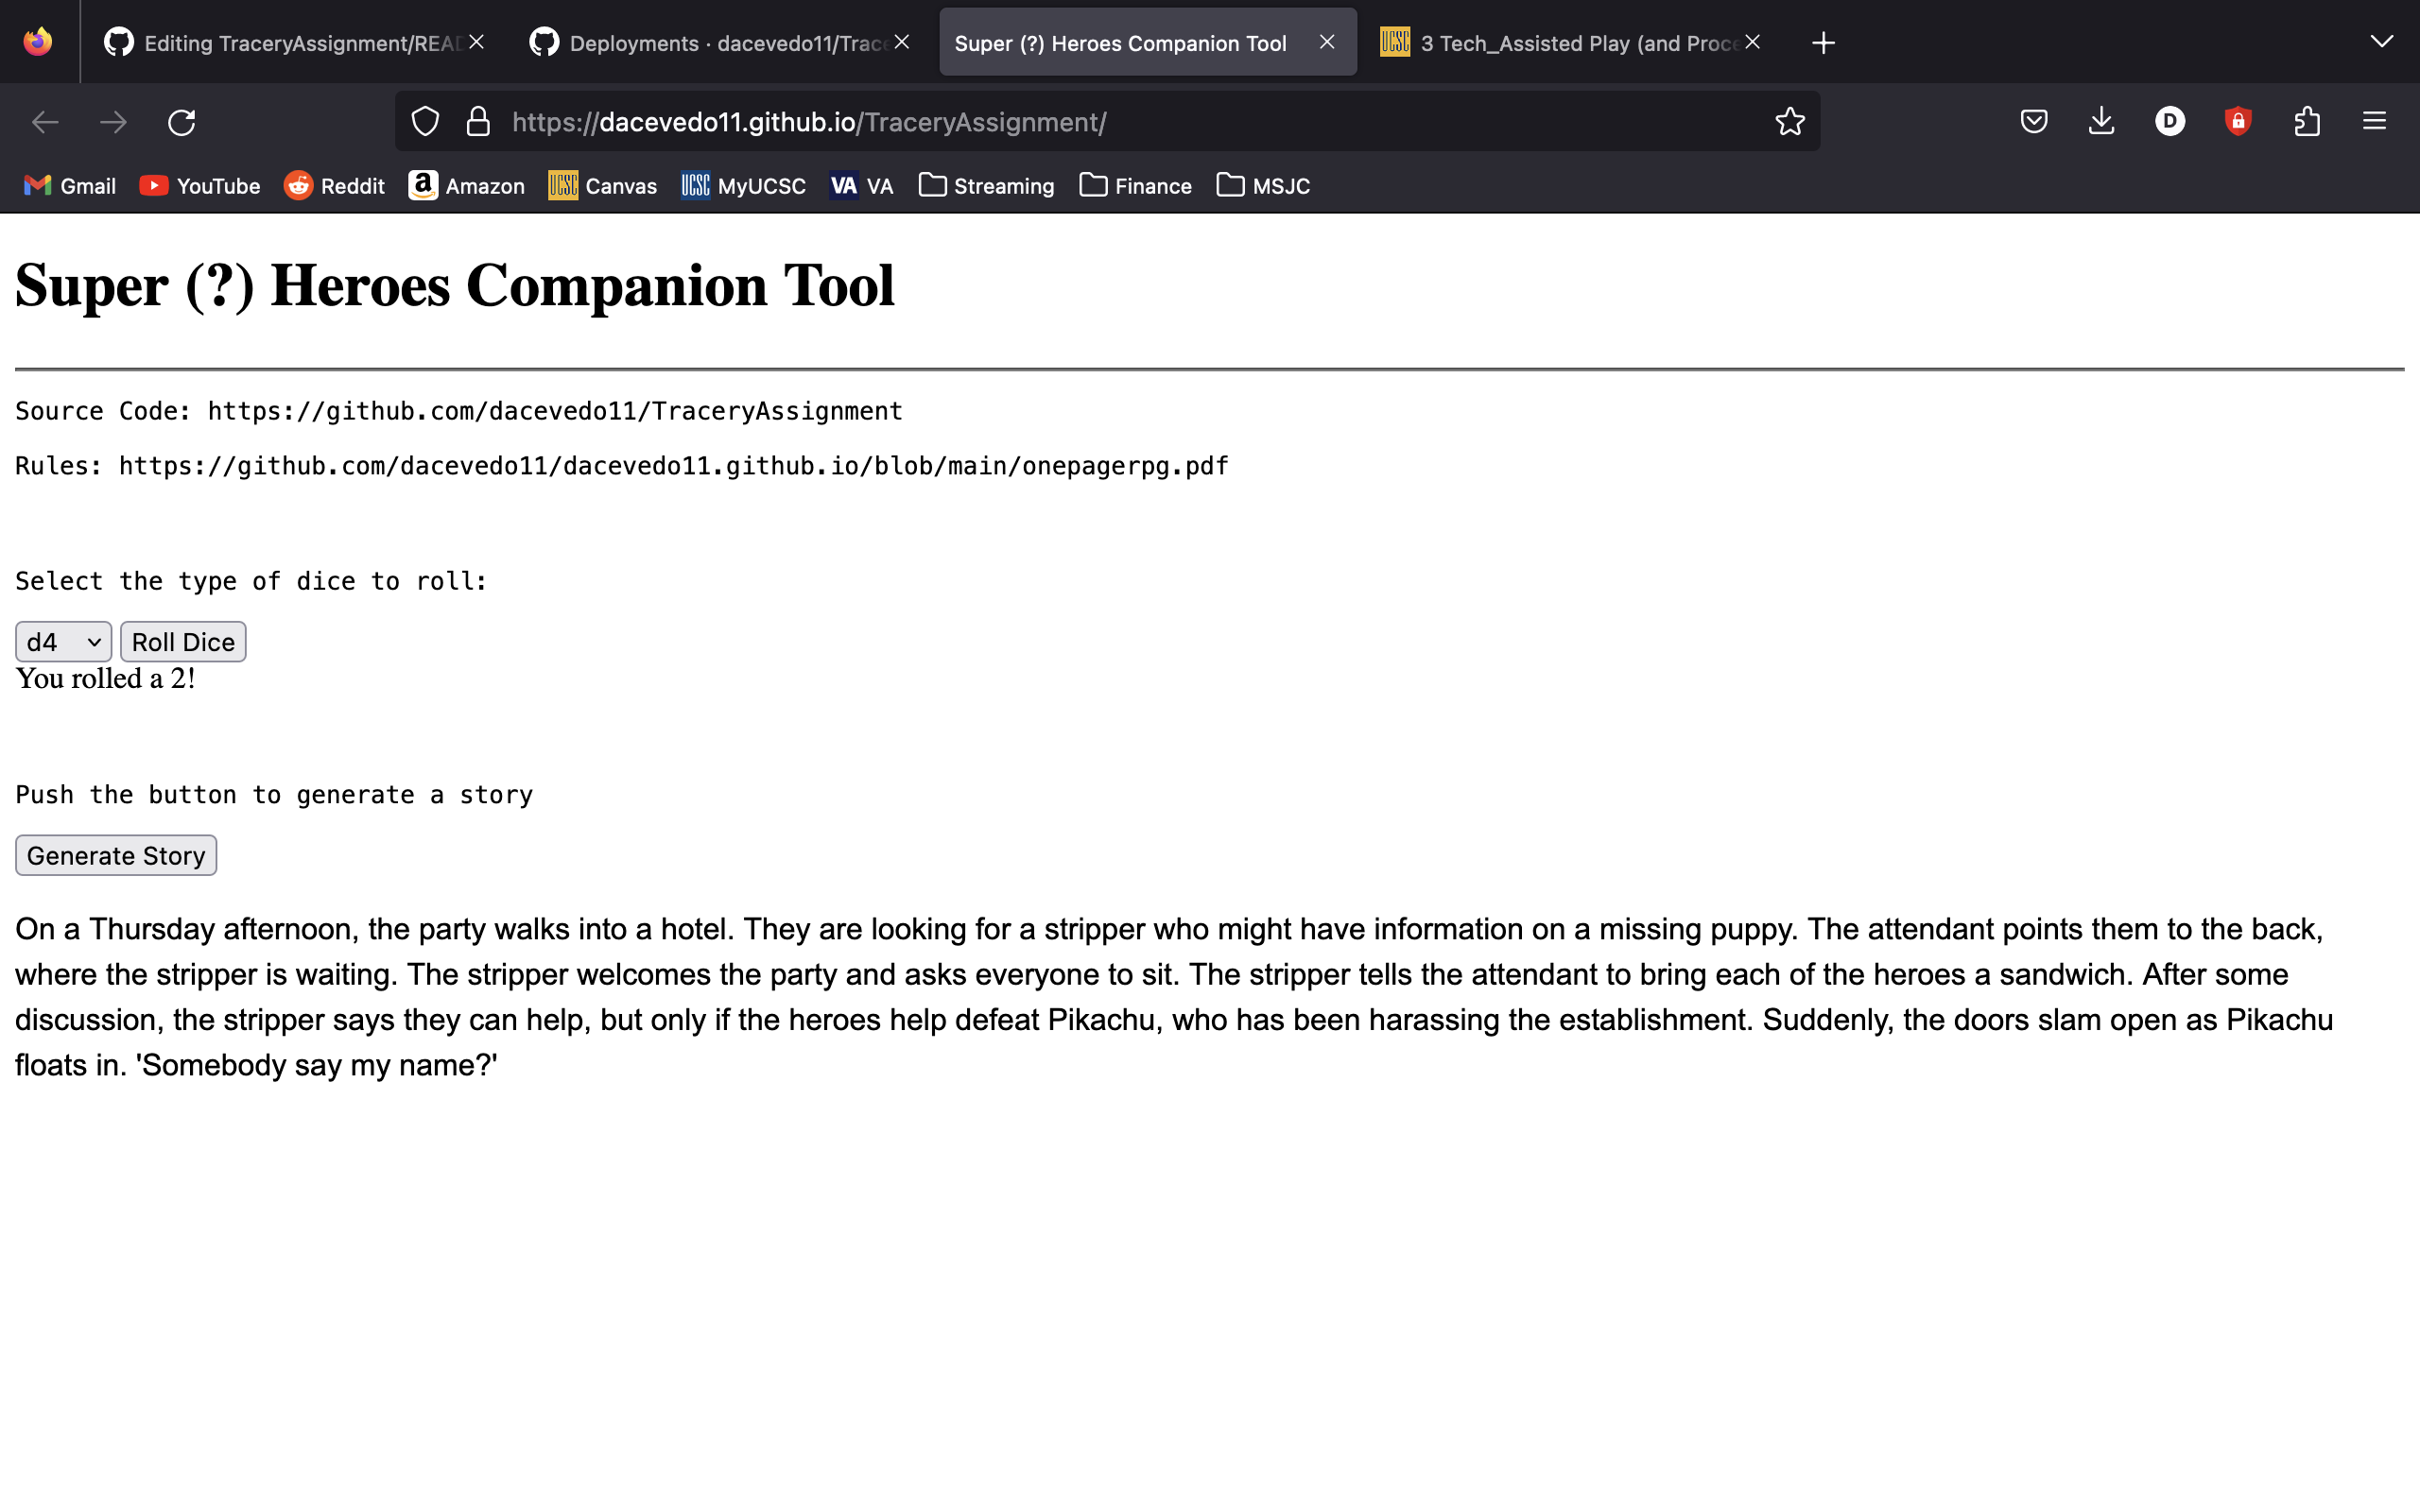 Editing TraceryAssignment/REA
Deployments · dacevedo11/Trace
Super (?) Heroes Companion Tool
UCSC 3 Tech_Assisted Play (and Proce
https://dacevedo11.github.io/TraceryAssignment/
D
Gmail YouTube Reddit a Amazon UCSC Canvas UCSC MyUCSC VA VA Streaming Finance MSJC
Super (?) Heroes Companion Tool
Source Code: https://github.com/dacevedo11/TraceryAssignment
Rules: https://github.com/dacevedo11/dacevedo11.github.io/blob/main/onepagerpg.pdf
Select the type of dice to roll:
d4 Roll Dice
You rolled a 2!
Push the button to generate a story
Generate Story
On a Thursday afternoon, the party walks into a hotel. They are looking for a stripper who might have information on a missing puppy. The attendant points them to the back,
where the stripper is waiting. The stripper welcomes the party and asks everyone to sit. The stripper tells the attendant to bring each of the heroes a sandwich. After some
discussion, the stripper says they can help, but only if the heroes help defeat Pikachu, who has been harassing the establishment. Suddenly, the doors slam open as Pikachu
floats in. 'Somebody say my name?'